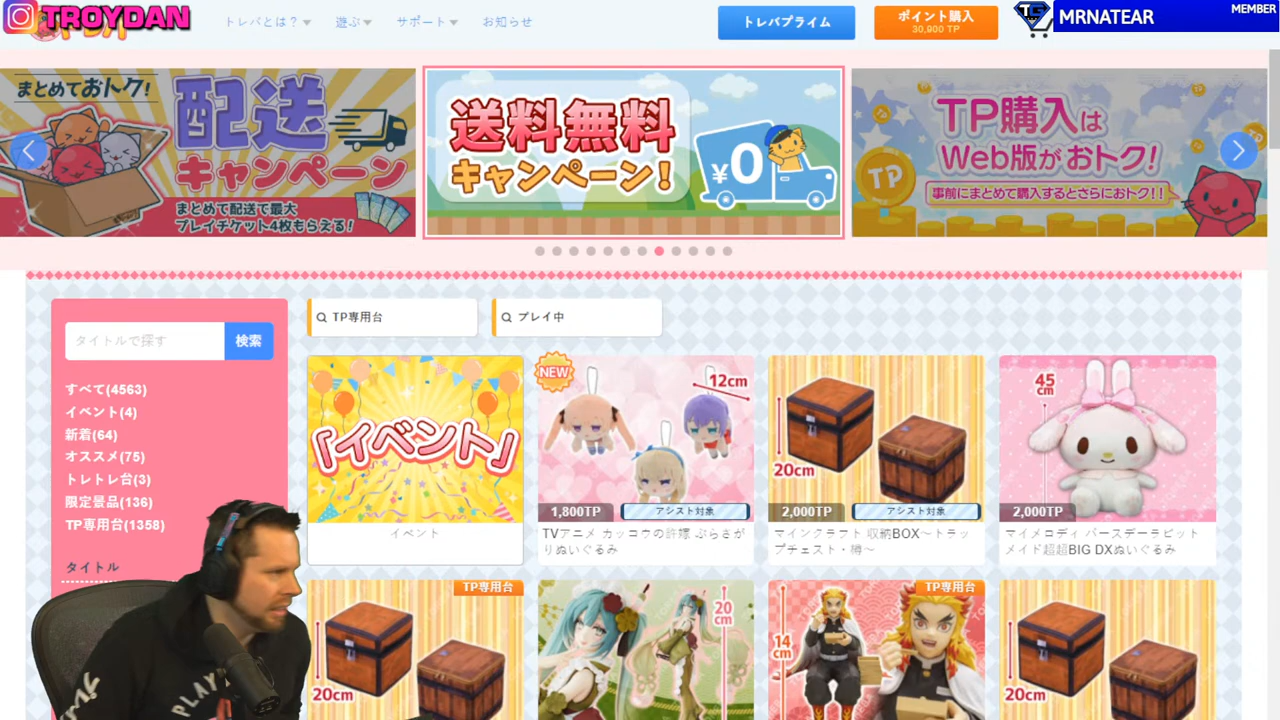 TROYDAN
トレバとは？
遊ぶ
サポート
お知らせ
トレバプライム
ポイント購入
30,900 TP
TG
MRNATEAR
MEMBER
まとめておトク!
配送
キャンペーン
まとめて配送で最大
プレイチケット4枚もらえる!
送料無料
キャンペーン!
¥0
TP購入は
Web版がおトク!
事前にまとめて購入するとさらにおトク!!
TP
タイトルで探す
検索
TP専用台
プレイ中
すべて(4563)
イベント(4)
新着(64)
オススメ(75)
トレトレ台(3)
限定景品(136)
TP専用台(1358)
タイトル
「イベント」
イベント
NEW
12cm
1,800TP
アシスト対象
TVアニメ カッコウの許嫁 ぶらさが
りぬいぐるみ
20cm
2,000TP
アシスト対象
マインクラフト 収納BOX～トラッ
プチェスト・樽～
45
cm
2,000TP
マイメロディ バースデーラビット
メイド超超BIG DXぬいぐるみ
TP専用台
20cm
20
cm
TP専用台
14
cm
20cm
PLAY